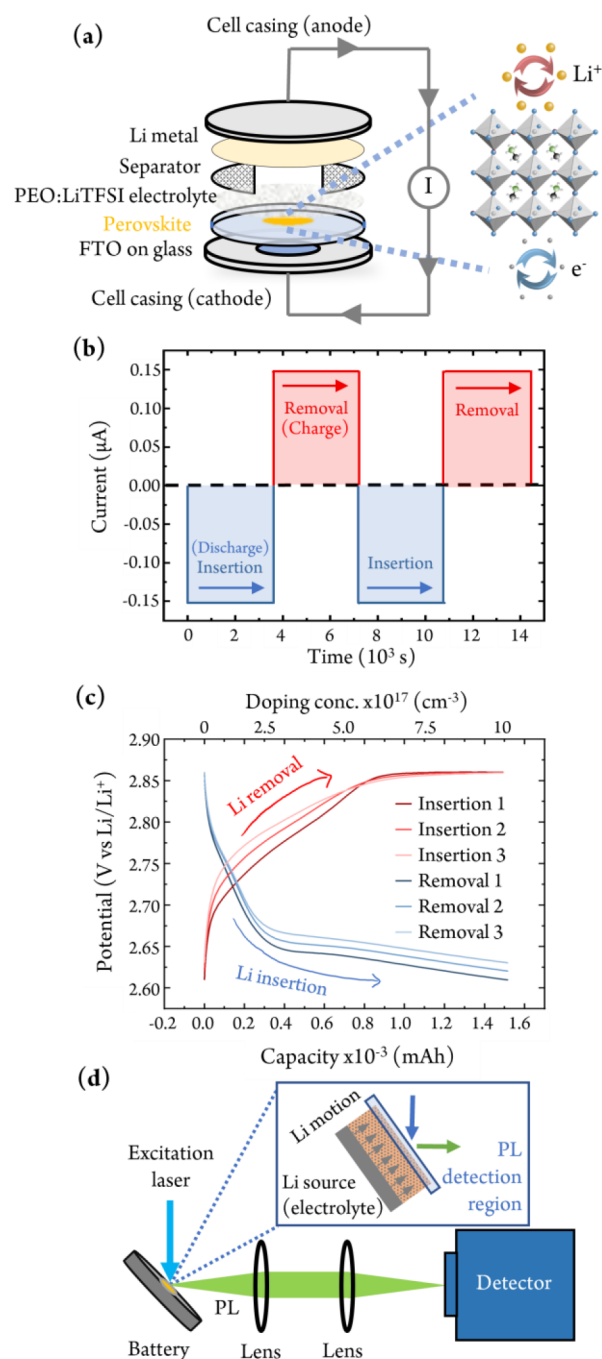 (a)
Cell casing (anode)
Li⁺
Li metal
Separator
PEO:LiTFSI electrolyte
I
Perovskite
FTO on glass
e⁻
Cell casing (cathode)
(b)
0.15
0.10
0.05
0.00
-0.05
-0.10
-0.15
Current (μA)
Removal
(Charge)
Removal
(Discharge)
Insertion
Insertion
0 2 4 6 8 10 12 14
Time (10³ s)
(c)
Doping conc. x10¹⁷ (cm⁻³)
0 2.5 5.0 7.5 10
2.90
2.85
2.80
2.75
2.70
2.65
2.60
Potential (V vs Li/Li⁺)
Li removal
Insertion 1
Insertion 2
Insertion 3
Removal 1
Removal 2
Removal 3
Li insertion
-0.2 0.0 0.4 0.6 0.8 1.0 1.2 1.4 1.6
Capacity x10⁻³ (mAh)
(d)
Li motion
Excitation
laser
Li source
(electrolyte)
PL
detection
region
PL
Detector
Battery
Lens
Lens